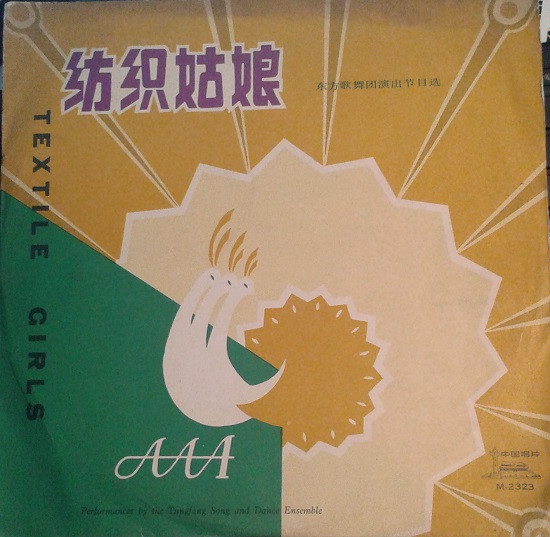 纺织姑娘
东方歌舞团演出节目选
TEXTILE GIRLS
AAA
中国唱片
M-2323
Performances by the Tungfang Song and Dance Ensemble